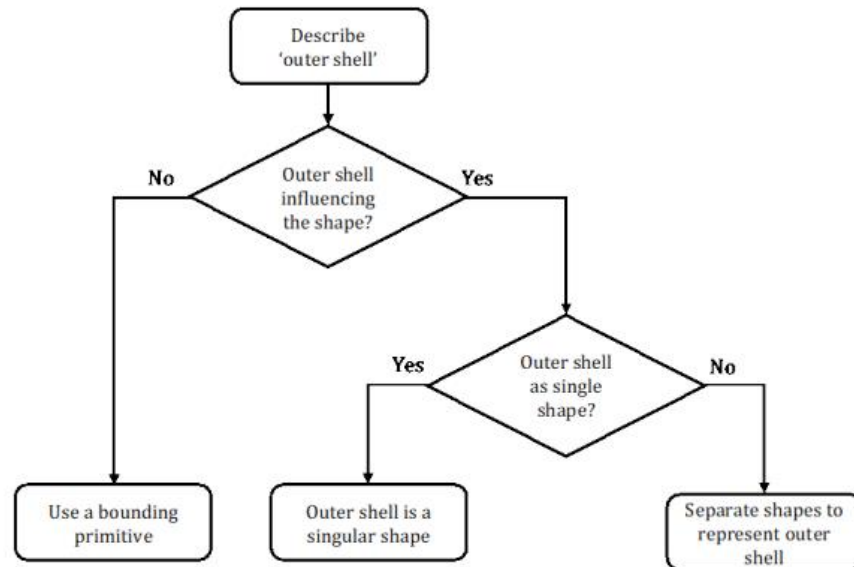 Describe
‘outer shell’
No
Outer shell
influencing
the shape?
Yes
Yes
Outer shell
as single
shape?
No
Use a bounding
primitive
Outer shell is a
singular shape
Separate shapes to
represent outer
shell